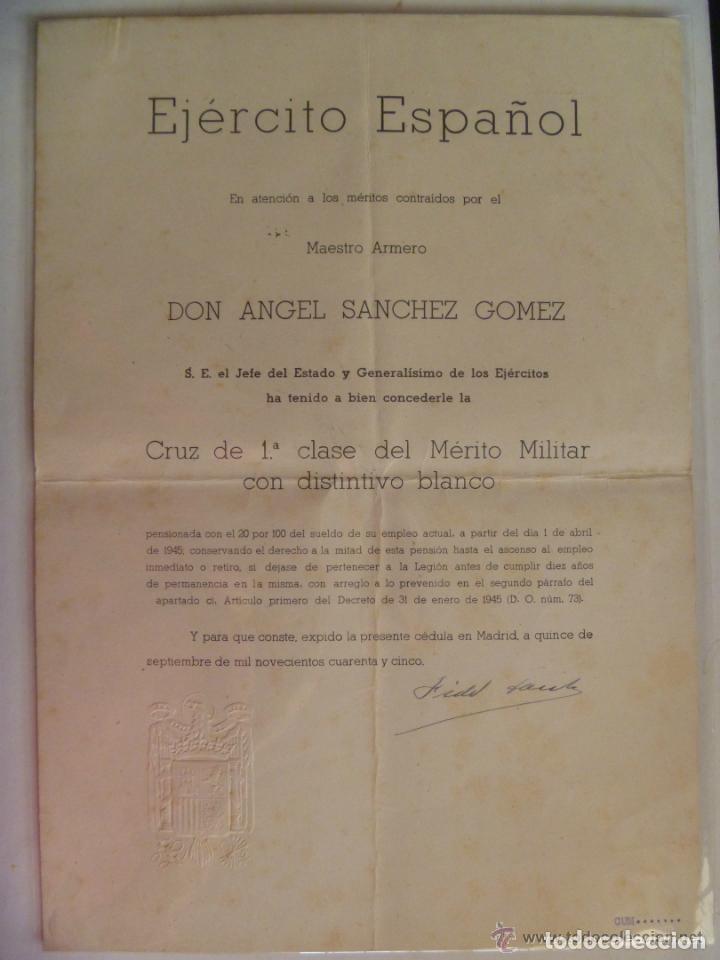 Ejército Español
En atención a los méritos contraídos por el
Maestro Armero
DON ANGEL SANCHEZ GOMEZ
S. E. el Jefe del Estado y Generalísimo de los Ejércitos
ha tenido a bien concederle la
Cruz de 1.ª clase del Mérito Militar
con distintivo blanco
pensionada con el 20 por 100 del sueldo de su empleo actual, a partir del día 1 de abril
de 1945; conservando el derecho a la mitad de esta pensión hasta el ascenso al empleo
inmediato o retiro, si dejase de pertenecer a la Legión antes de cumplir diez años
de permanencia en la misma, con arreglo a lo prevenido en el segundo párrafo del
apartado c), Artículo primero del Decreto de 31 de enero de 1945 (D. O. núm. 73).
Y para que conste, expido la presente cédula en Madrid, a quince de
septiembre de mil novecientos cuarenta y cinco.
Fidel
www.todocoleccion.net
todocoleccion